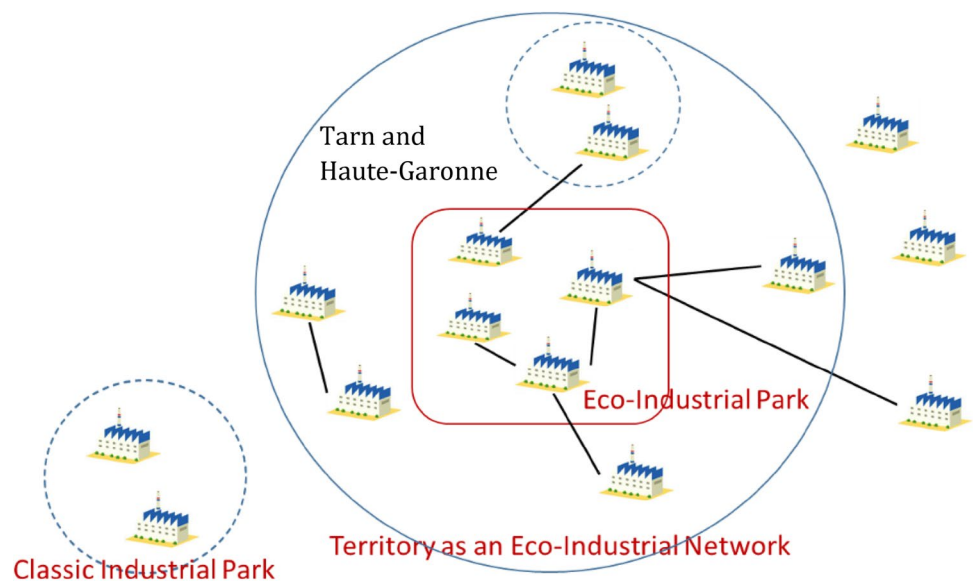 Tarn and
Haute-Garonne
Eco-Industrial Park
Territory as an Eco-Industrial Network
Classic Industrial Park